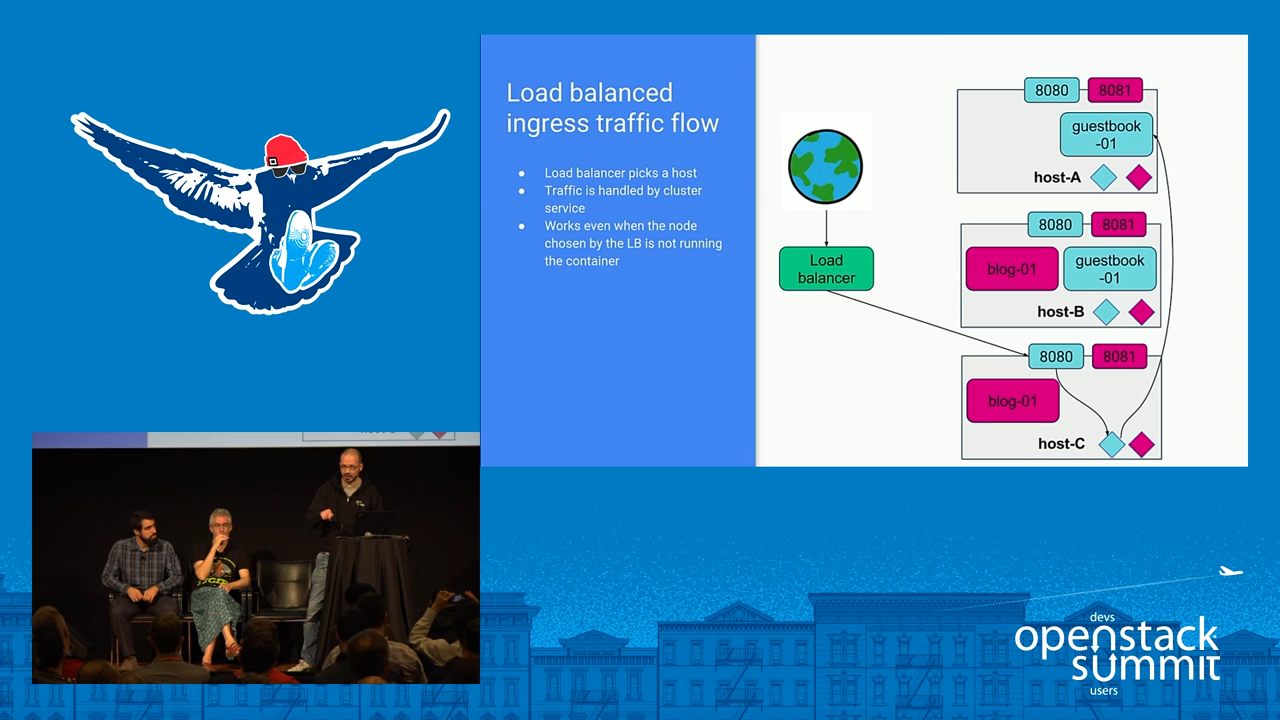 Load balanced
ingress traffic flow
● Load balancer picks a host
● Traffic is handled by cluster
service
● Works even when the node
chosen by the LB is not running
the container
Load
balancer
8080
8081
guestbook
-01
host-A
8080
8081
blog-01
guestbook
-01
host-B
8080
8081
blog-01
host-C
devs
openstack
summit
users